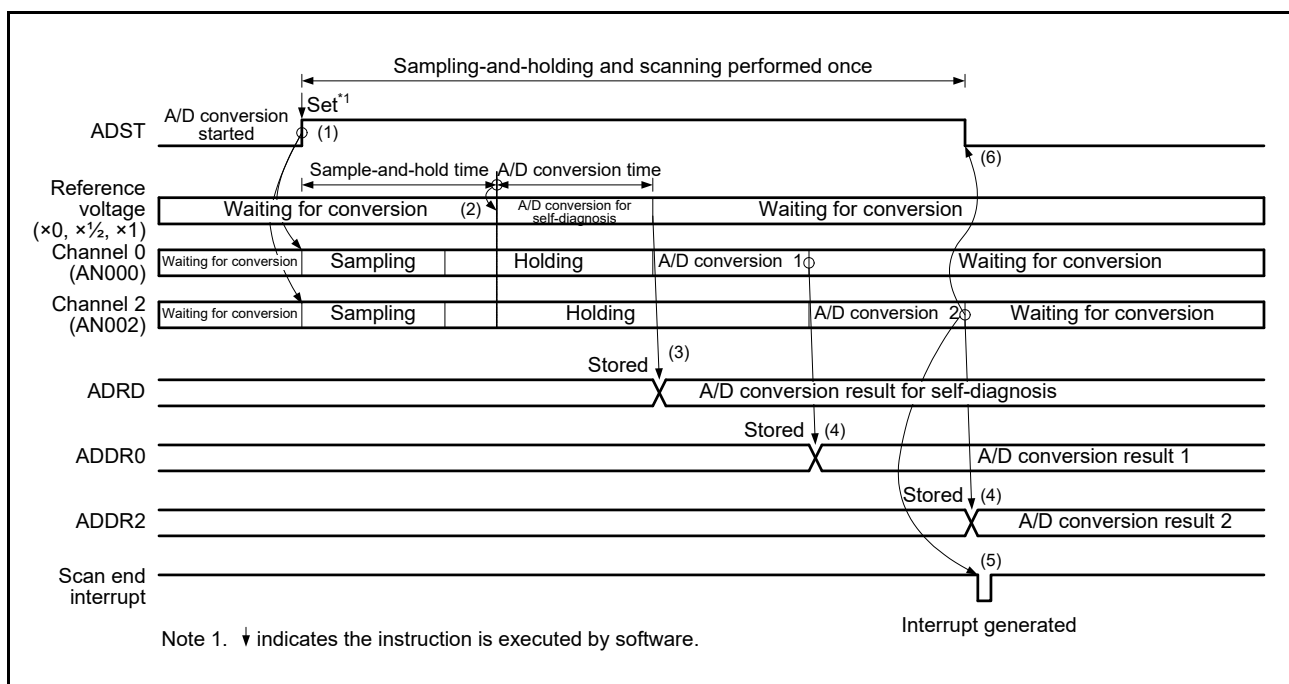 Sampling-and-holding and scanning performed once
ADST
A/D conversion
started
Set*1
(1)
(6)
Sample-and-hold time
A/D conversion time
Reference
voltage
(×0, ×½, ×1)
Waiting for conversion
(2)
A/D conversion for
self-diagnosis
Waiting for conversion
Channel 0
(AN000)
Waiting for conversion
Sampling
Holding
A/D conversion 1
Waiting for conversion
Channel 2
(AN002)
Waiting for conversion
Sampling
Holding
A/D conversion 2
Waiting for conversion
Stored
(3)
ADRD
A/D conversion result for self-diagnosis
Stored
(4)
ADDR0
A/D conversion result 1
Stored
(4)
ADDR2
A/D conversion result 2
Scan end
interrupt
(5)
Interrupt generated
Note 1. indicates the instruction is executed by software.